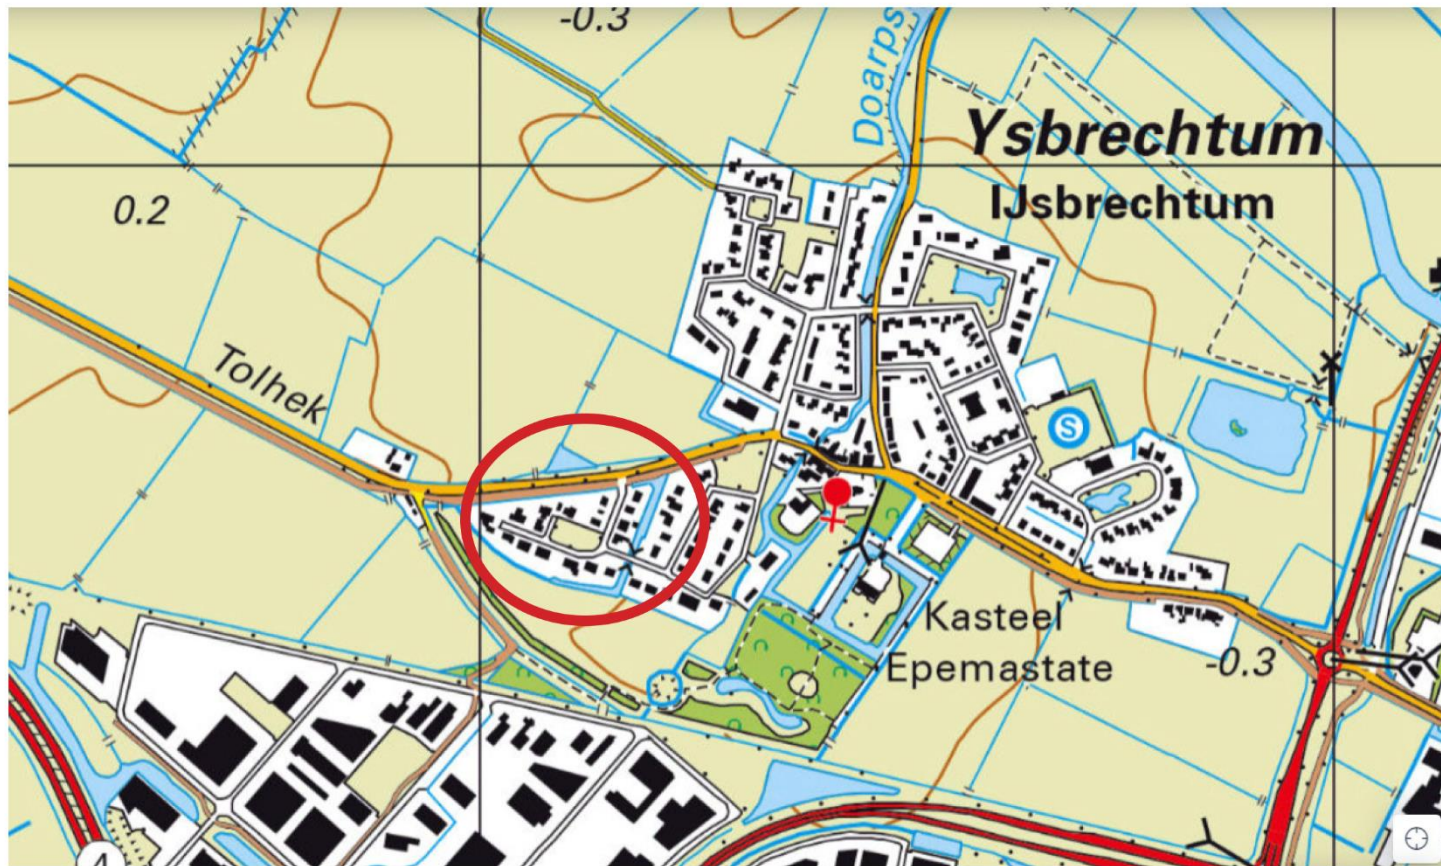 -0.3
Doarps
Ysbrechtum
IJsbrechtum
0.2
Tolhek
S
Kasteel
Epemastate
-0.3